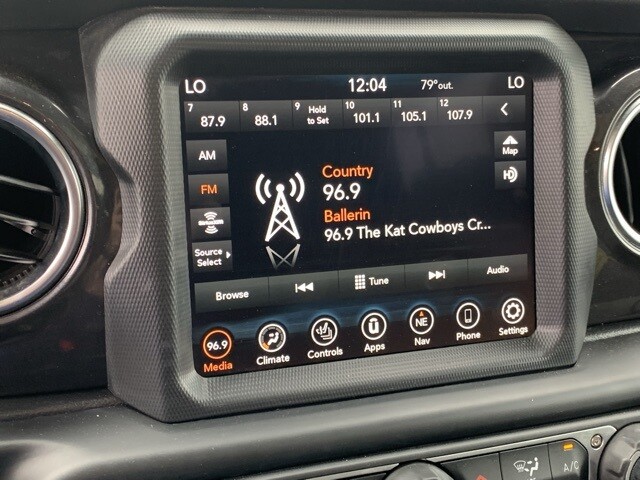 LO 12:04 79°out. LO
7 87.9 8 88.1 9 Hold to Set 10 101.1 11 105.1 12 107.9
AM
Map
Country
FM
HD
96.9
SiriusXM
Ballerin
96.9 The Kat Cowboys Cr...
Source Select
Browse Tune Audio
96.9 NE
Media Climate Controls Apps Nav Phone Settings
A/C